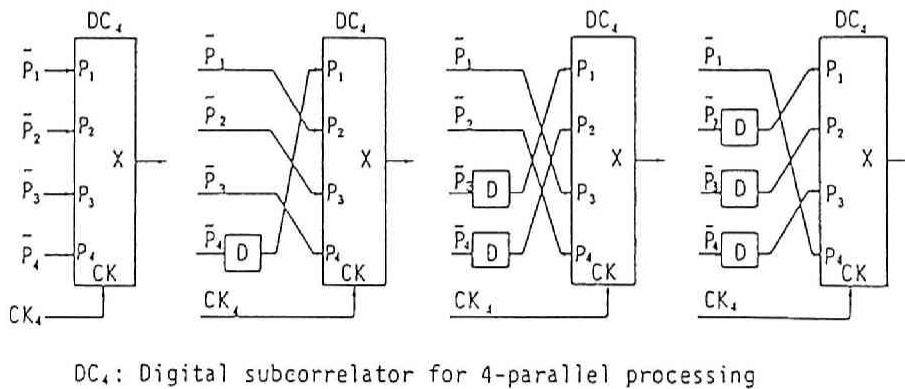 DC₄ DC₄ DC₄ DC₄
P̄₁ P₁ P̄₁ P₁ P̄₁ P₁ P̄₁ P₁
P̄₂ P₂ P̄₂ P₂ P̄₂ P₂ P̄₂ D P₂
X X X X
P̄₃ P₃ P̄₃ P₃ P̄₃ D P₃ P̄₃ D P₃
P̄₄ P₄ P̄₄ D P₄ P̄₄ D P₄ P̄₄ D P₄
CK CK CK CK
CK₄ CK₄ CK₄ CK₄
DC₄: Digital subcorrelator for 4-parallel processing